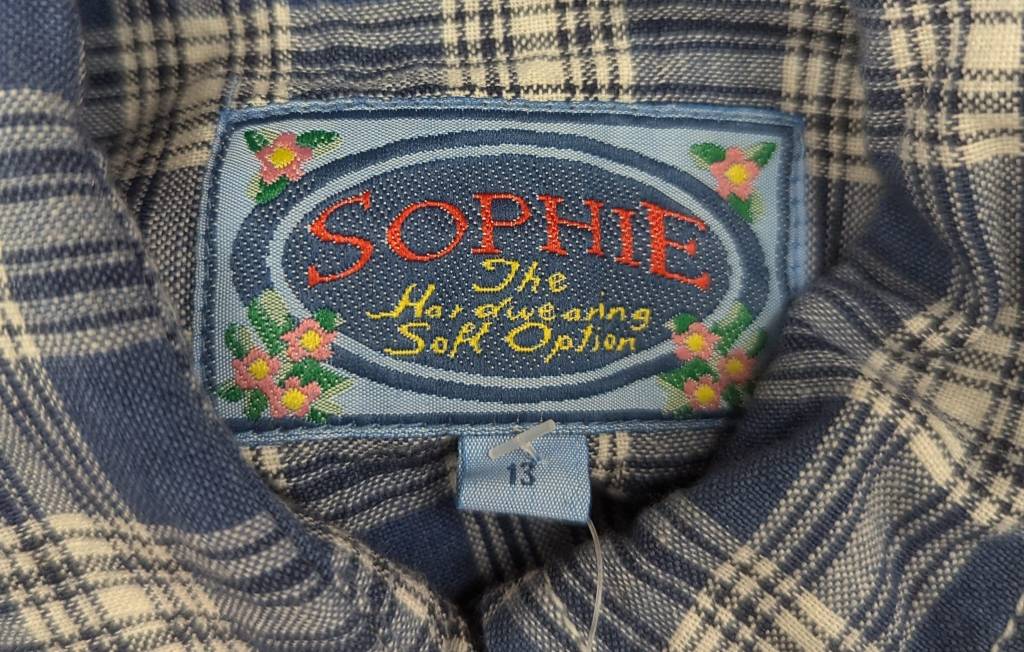 SOPHIE
The
Hardwearing
Soft Option
13